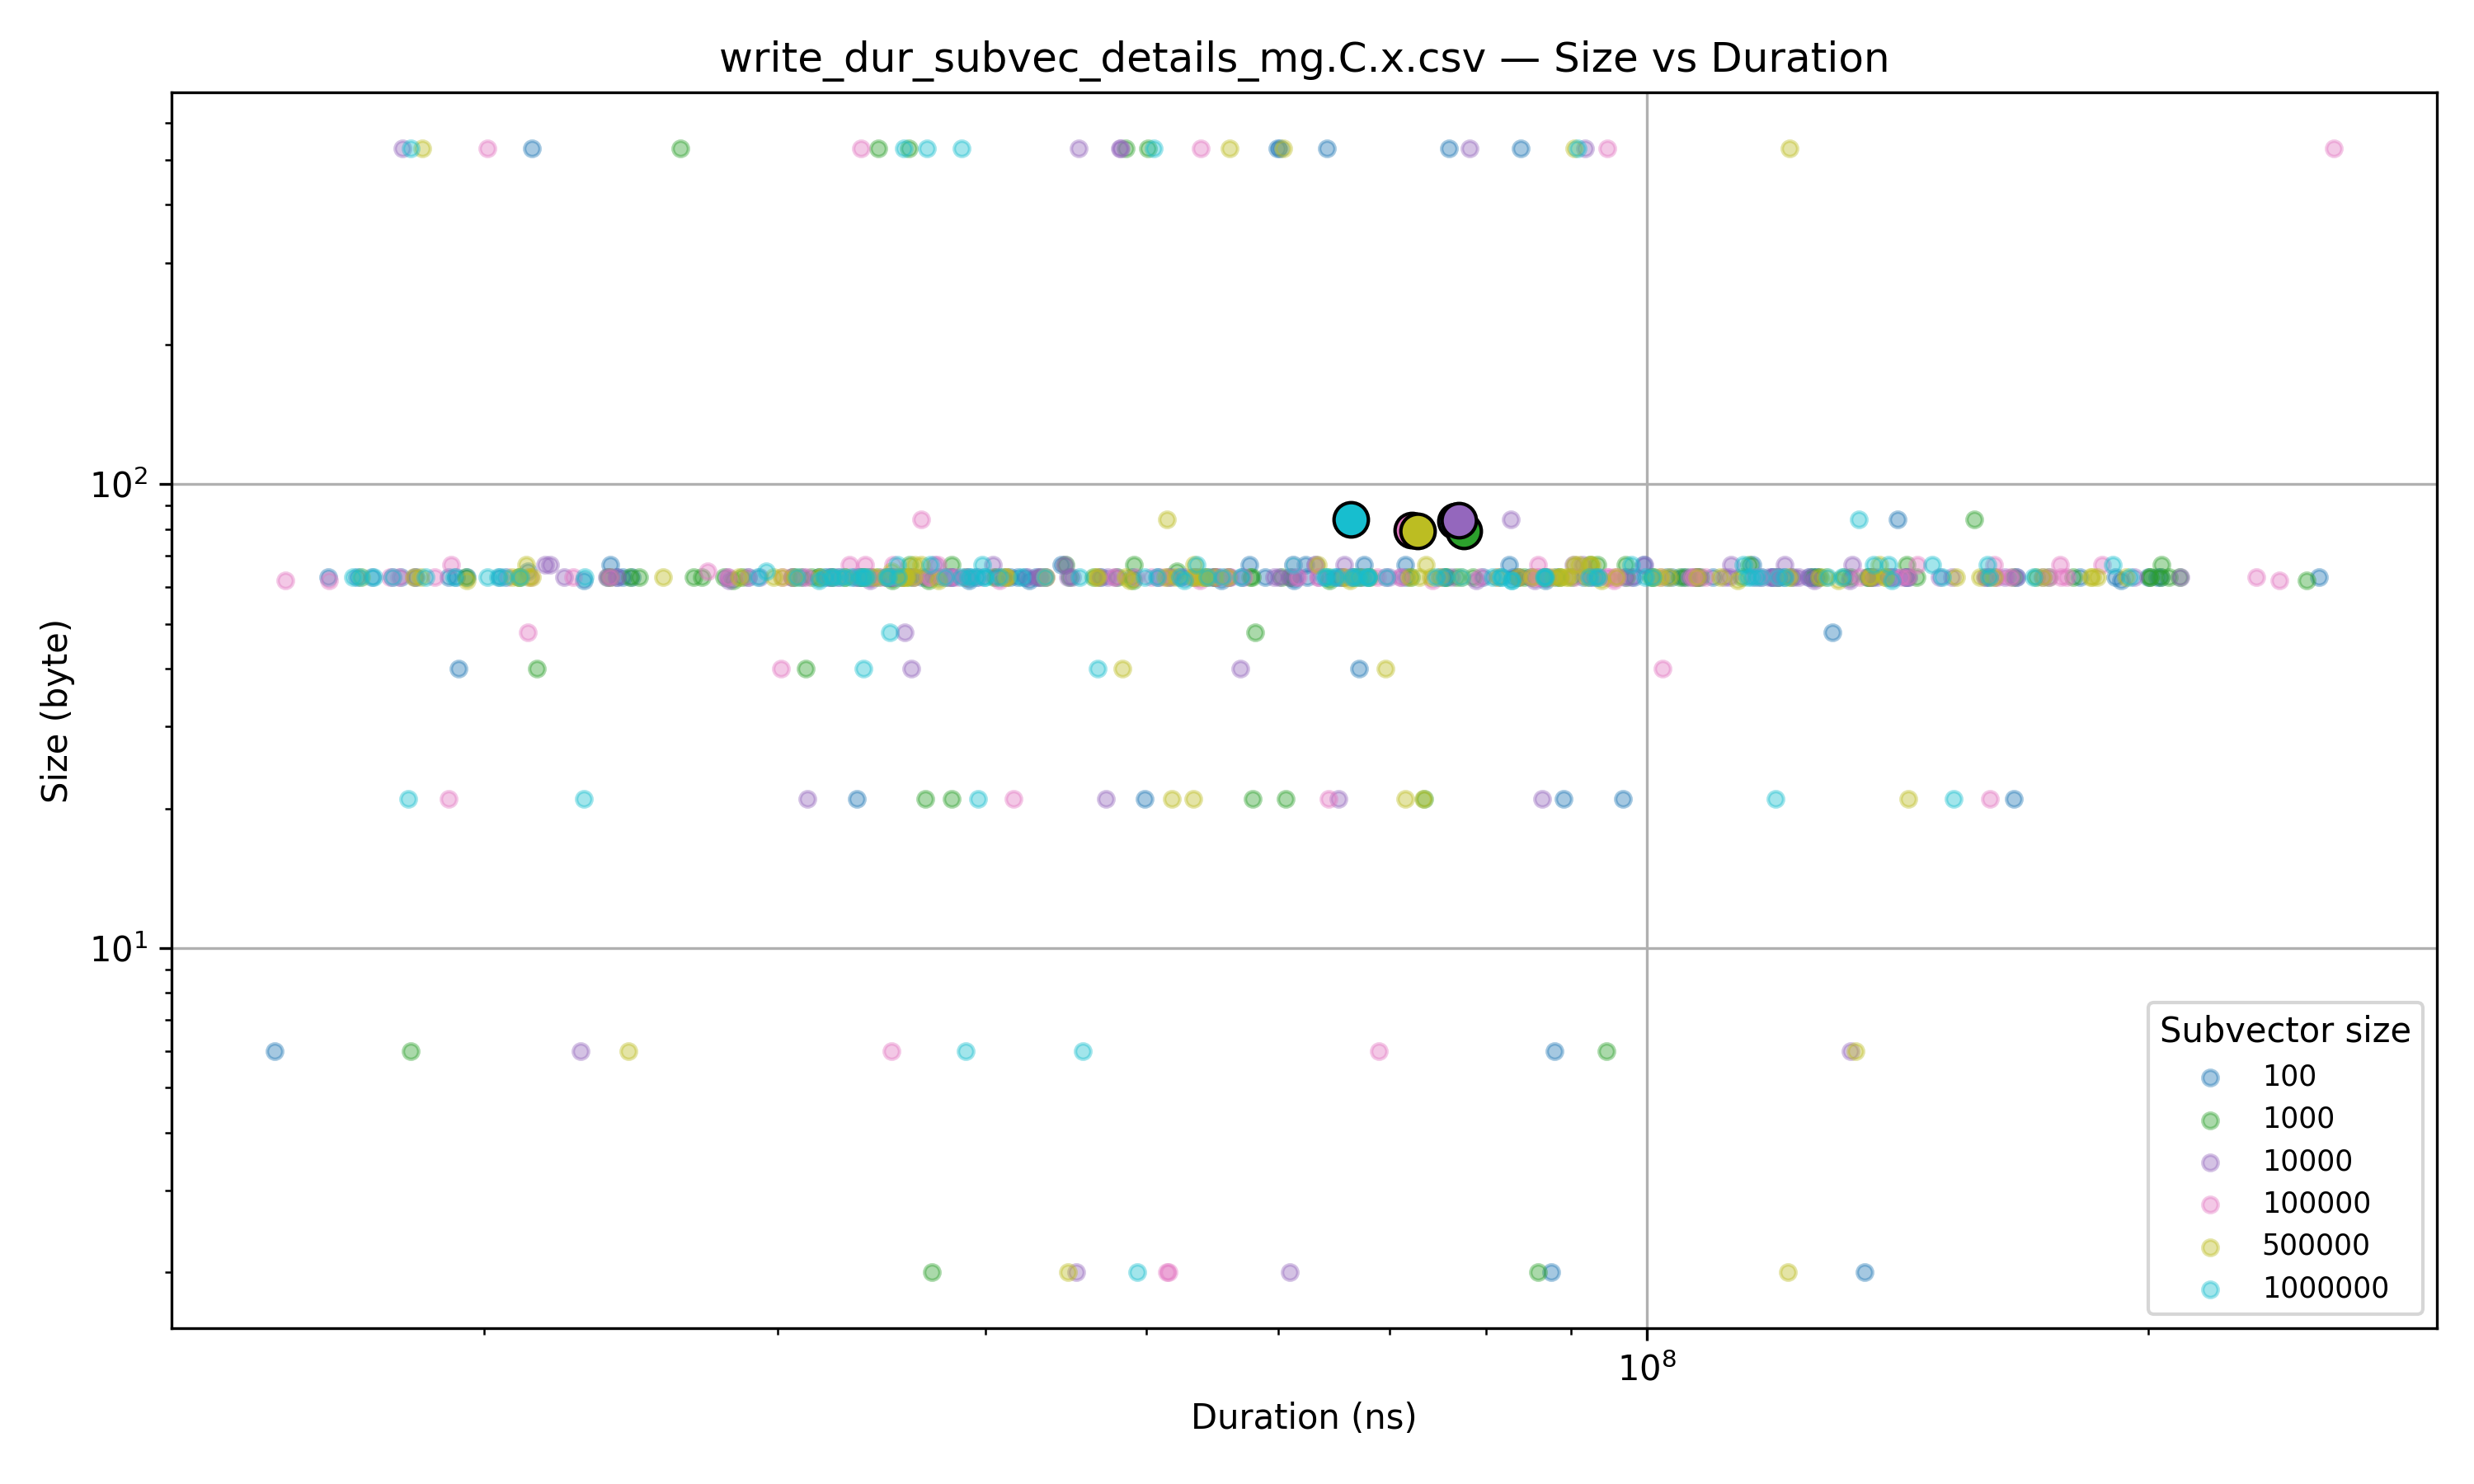 write_dur_subvec_details_mg.C.x.csv — Size vs Duration
Size (byte)
10²
10¹
10⁸
Duration (ns)
Subvector size
100
1000
10000
100000
500000
1000000